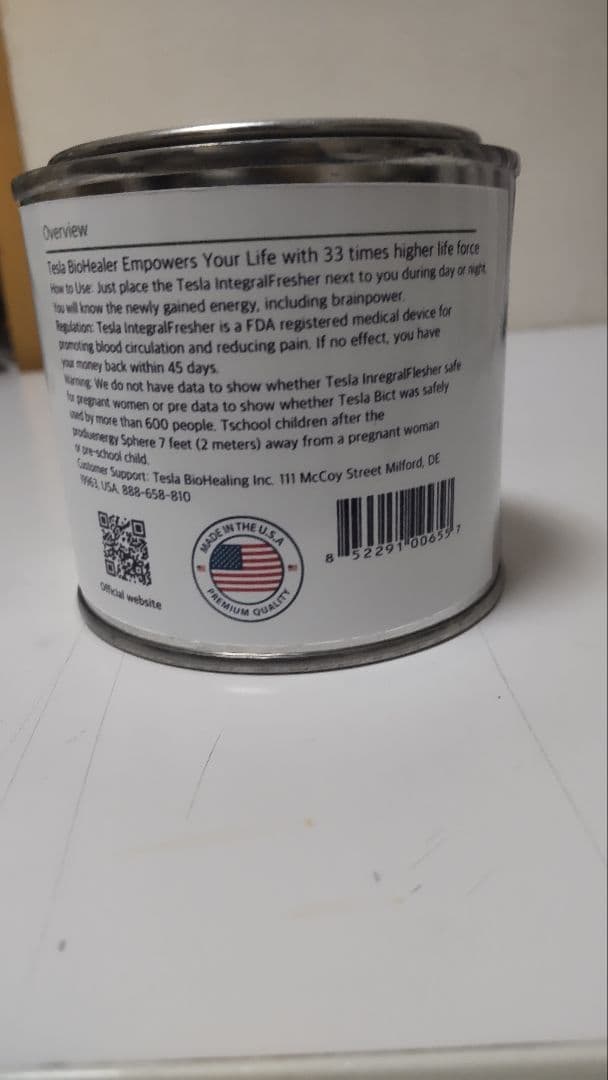 Overview
Tesla BioHealer Empowers Your Life with 33 times higher life force
How to Use: Just place the Tesla IntegralFresher next to you during day or night
You will know the newly gained energy, including brainpower.
Regulation: Tesla IntegralFresher is a FDA registered medical device for
promoting blood circulation and reducing pain. If no effect, you have
your money back within 45 days.
Warning: We do not have data to show whether Tesla InregralFlesher safe
for pregnant women or pre data to show whether Tesla Bict was safely
used by more than 600 people. Tschool children after the
produenergy Sphere 7 feet (2 meters) away from a pregnant woman
or pre-school child.
Customer Support: Tesla BioHealing Inc. 111 McCoy Street Milford, DE
19963, USA. 888-658-810
MADE IN THE U.S.A
PREMIUM QUALITY
8 52291 00655 7
Official website